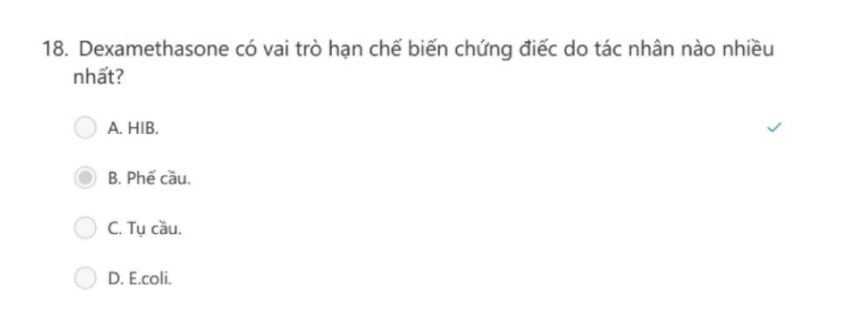 18. Dexamethasone có vai trò hạn chế biến chứng điếc do tác nhân nào nhiều
nhất?
A. HIB.
B. Phế cầu.
C. Tụ cầu.
D. E.coli.